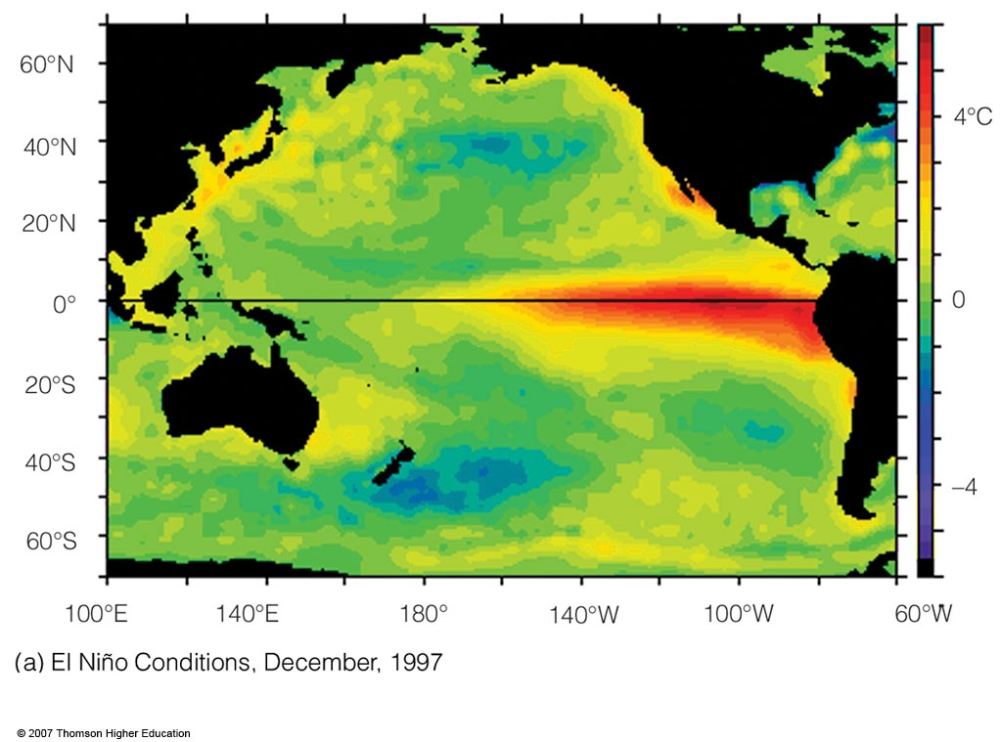 60°N
40°N
20°N
0°
20°S
40°S
60°S
4°C
0
–4
100°E 140°E 180° 140°W 100°W 60°W
(a) El Niño Conditions, December, 1997
© 2007 Thomson Higher Education